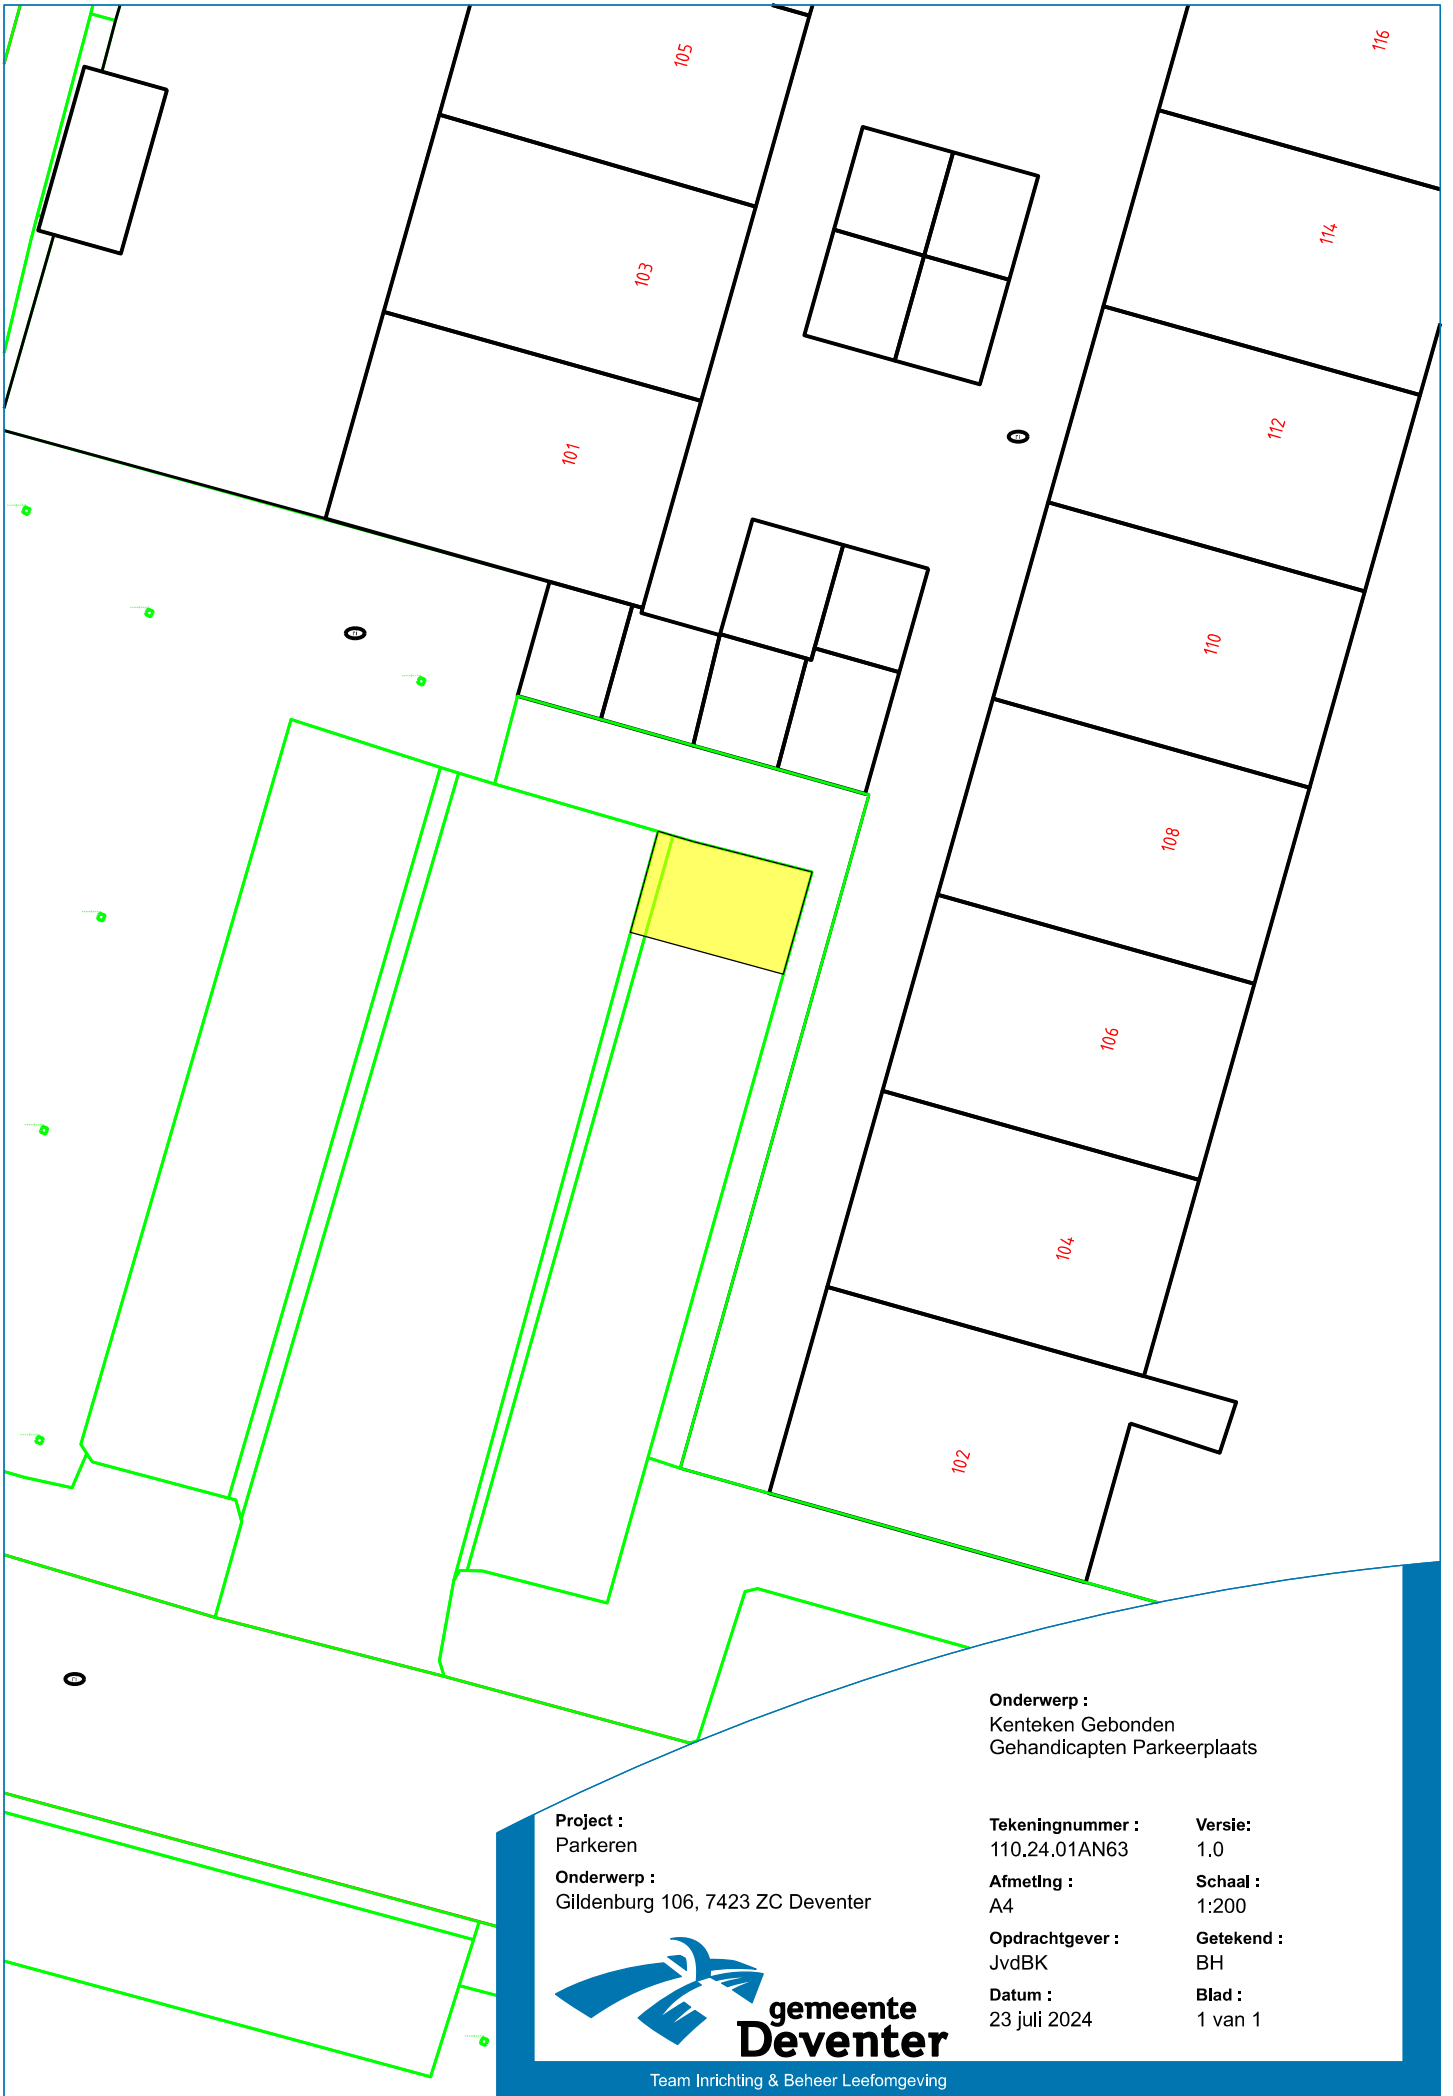 105
116
103
114
101
112
110
108
106
104
102
Onderwerp :
Kenteken Gebonden
Gehandicapten Parkeerplaats
Project :
Parkeren
Onderwerp :
Gildenburg 106, 7423 ZC Deventer
Tekeningnummer :
110.24.01AN63
Versie:
1.0
Afmeting :
A4
Schaal :
1:200
Opdrachtgever :
JvdBK
Getekend :
BH
Datum :
23 juli 2024
Blad :
1 van 1
gemeente
Deventer
Team Inrichting & Beheer Leefomgeving